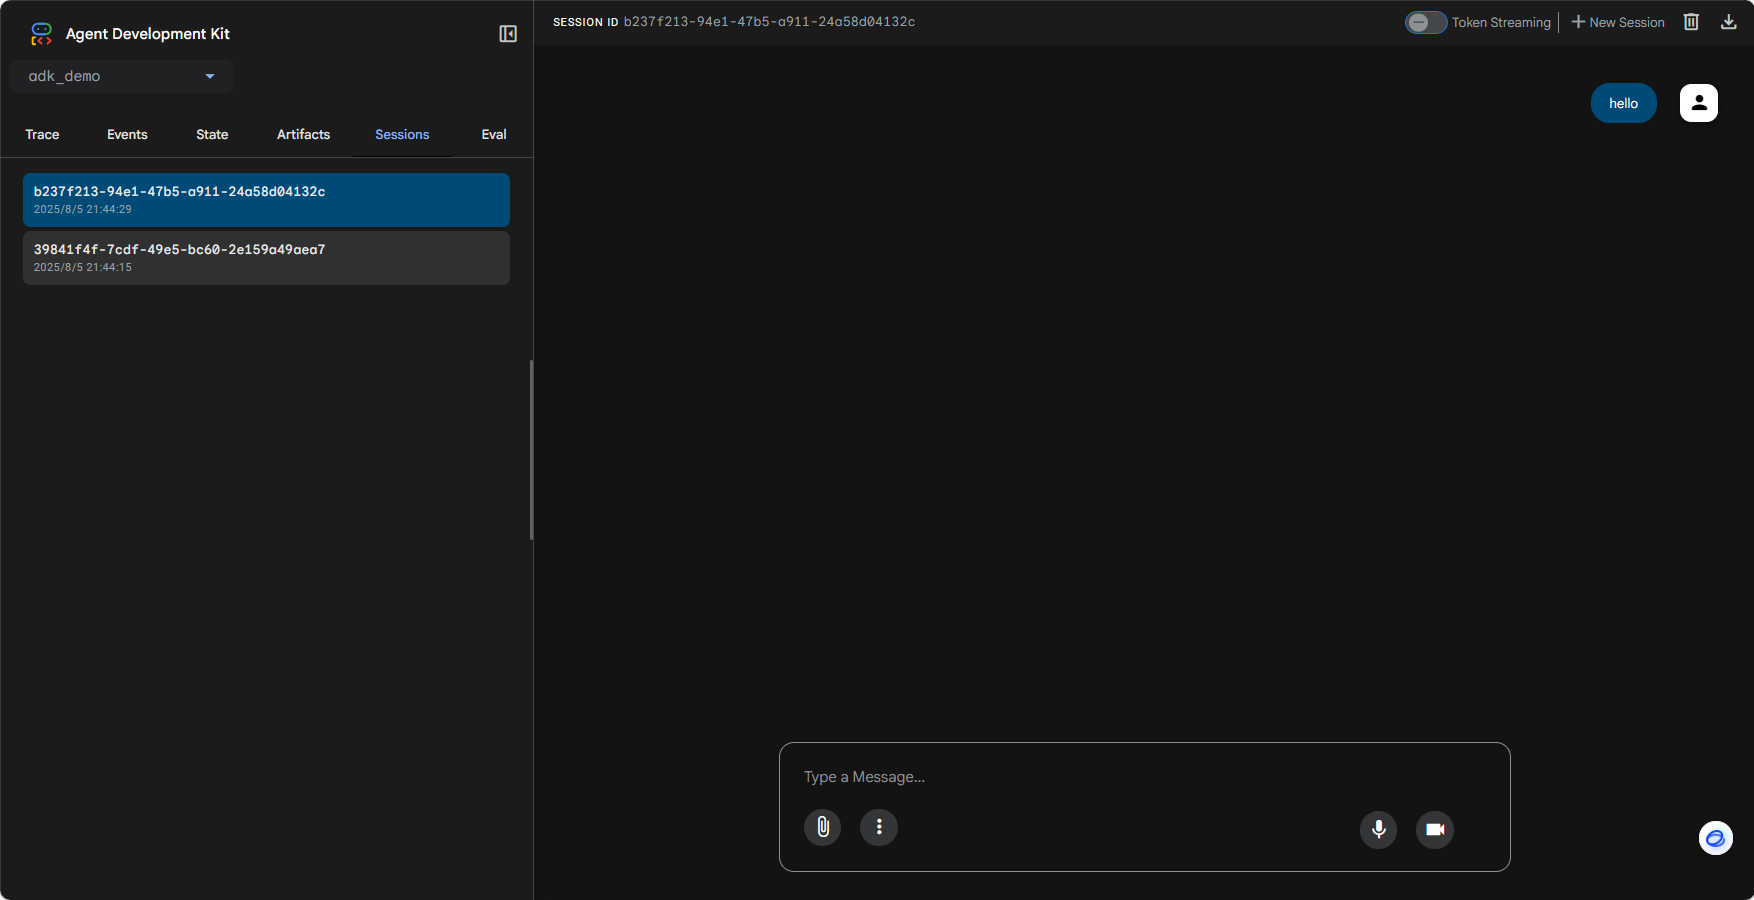 Agent Development Kit
adk_demo
Trace Events State Artifacts Sessions Eval
b237f213-94e1-47b5-a911-24a58d04132c
2025/8/5 21:44:29
39841f4f-7cdf-49e5-bc60-2e159a49aea7
2025/8/5 21:44:15
SESSION ID b237f213-94e1-47b5-a911-24a58d04132c
Token Streaming
New Session
hello
Type a Message...